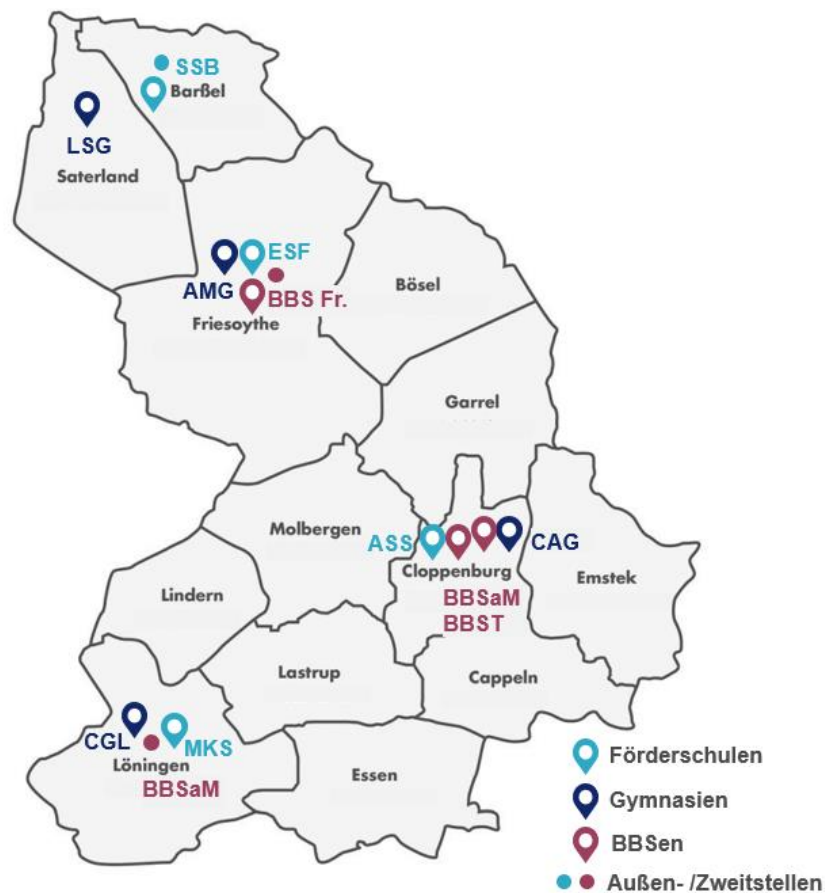 SSB
Barßel
LSG
Saterland
ESF
AMG
BBS Fr.
Friesoythe
Bösel
Garrel
Molbergen
ASS
CAG
Cloppenburg
Emstek
BBSaM
BBST
Lindern
Lastrup
Cappeln
CGL
MKS
Löningen
BBSaM
Essen
Förderschulen
Gymnasien
BBSen
Außen- /Zweitstellen